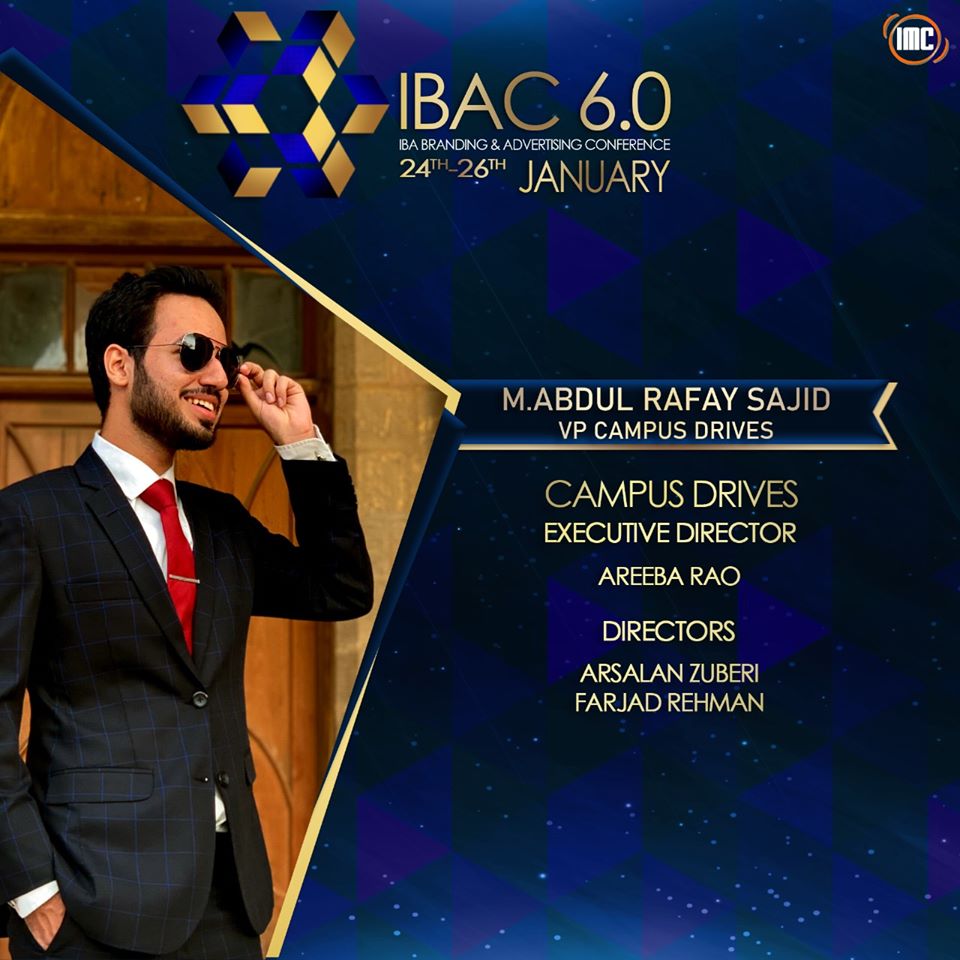 IMC
IBAC 6.0
IBA BRANDING & ADVERTISING CONFERENCE
24TH-26TH JANUARY
M.ABDUL RAFAY SAJID
VP CAMPUS DRIVES
CAMPUS DRIVES
EXECUTIVE DIRECTOR
AREEBA RAO
DIRECTORS
ARSALAN ZUBERI
FARJAD REHMAN